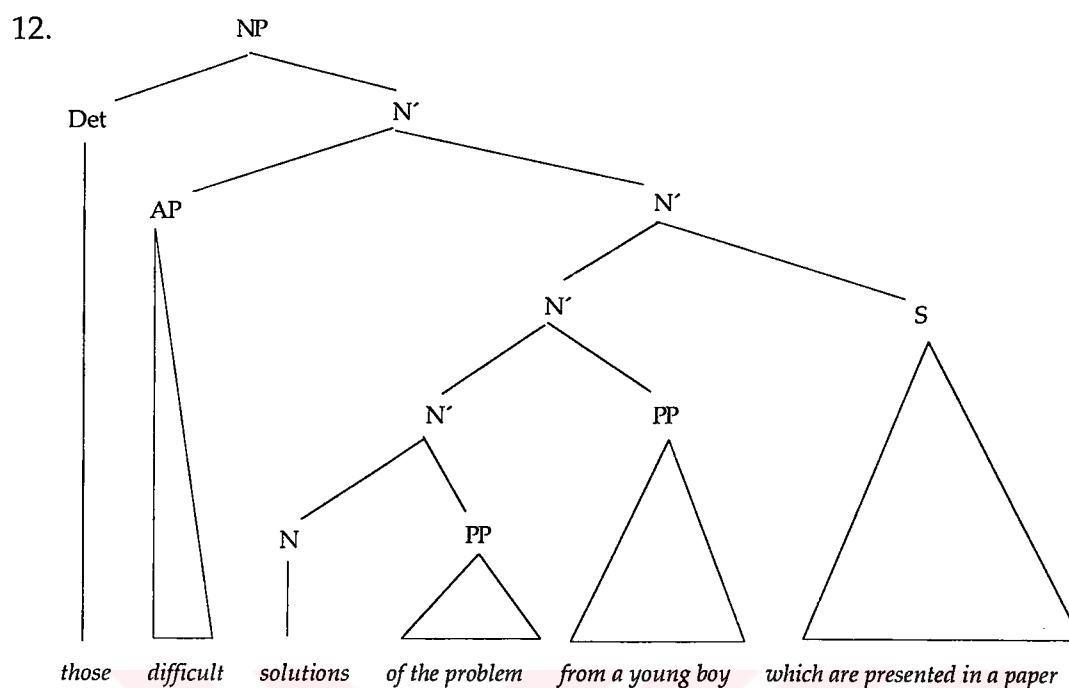 12.
NP
Det
N´
AP
N´
N´
S
N´
PP
N
PP
those difficult solutions of the problem from a young boy which are presented in a paper